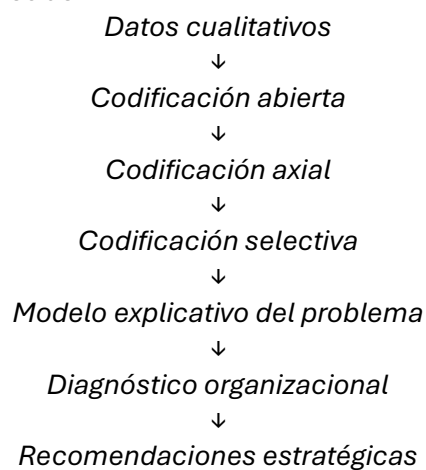 Datos cualitativos
↓
Codificación abierta
↓
Codificación axial
↓
Codificación selectiva
↓
Modelo explicativo del problema
↓
Diagnóstico organizacional
↓
Recomendaciones estratégicas